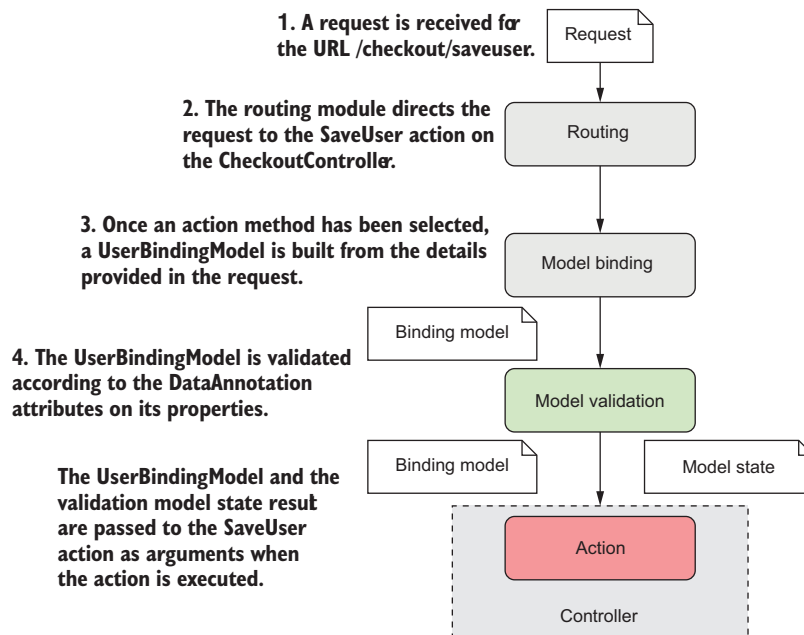 1. A request is received for
the URL /checkout/saveuser.
Request
2. The routing module directs the
request to the SaveUser action on
the CheckoutController.
Routing
3. Once an action method has been selected,
a UserBindingModel is built from the details
provided in the request.
Model binding
Binding model
4. The UserBindingModel is validated
according to the DataAnnotation
attributes on its properties.
Model validation
Binding model
Model state
The UserBindingModel and the
validation model state result
are passed to the SaveUser
action as arguments when
the action is executed.
Action
Controller